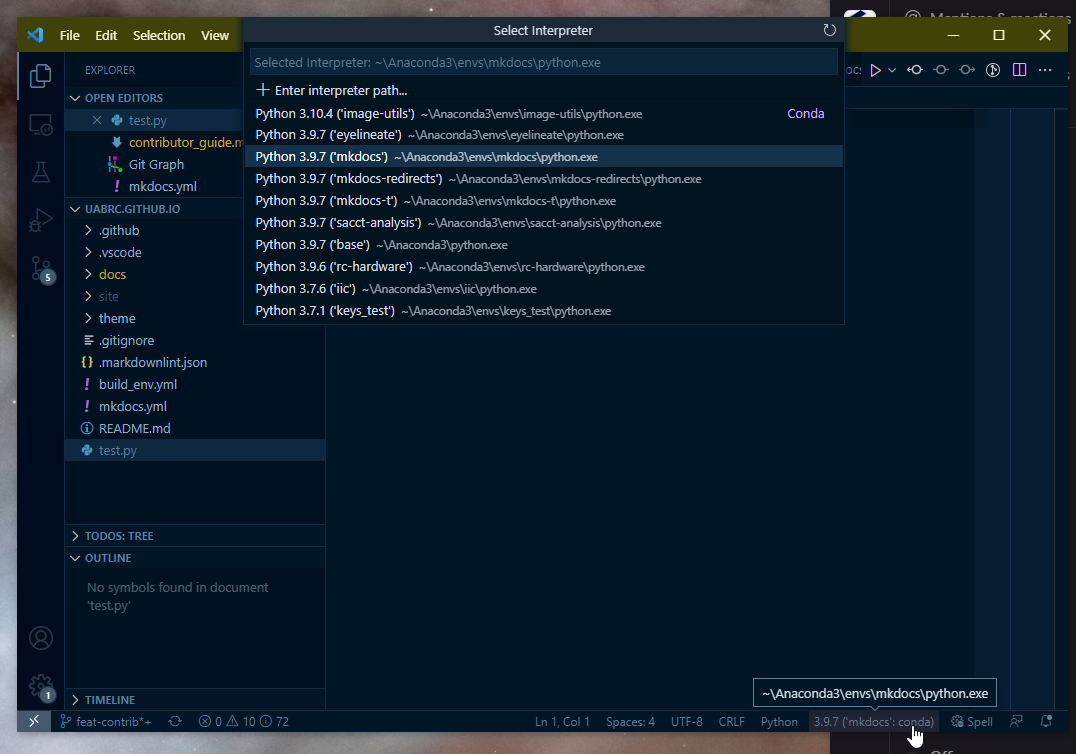 Mentions & reactions
File Edit Selection View
Select Interpreter
Selected Interpreter: ~\Anaconda3\envs\mkdocs\python.exe
Enter interpreter path...
Python 3.10.4 ('image-utils') ~\Anaconda3\envs\image-utils\python.exe Conda
Python 3.9.7 ('eyelineate') ~\Anaconda3\envs\eyelineate\python.exe
Python 3.9.7 ('mkdocs') ~\Anaconda3\envs\mkdocs\python.exe
Python 3.9.7 ('mkdocs-redirects') ~\Anaconda3\envs\mkdocs-redirects\python.exe
Python 3.9.7 ('mkdocs-t') ~\Anaconda3\envs\mkdocs-t\python.exe
Python 3.9.7 ('sacct-analysis') ~\Anaconda3\envs\sacct-analysis\python.exe
Python 3.9.7 ('base') ~\Anaconda3\python.exe
Python 3.9.6 ('rc-hardware') ~\Anaconda3\envs\rc-hardware\python.exe
Python 3.7.6 ('iic') ~\Anaconda3\envs\iic\python.exe
Python 3.7.1 ('keys_test') ~\Anaconda3\envs\keys_test\python.exe
EXPLORER
OPEN EDITORS
test.py
contributor_guide.m
Git Graph
mkdocs.yml
UABRC.GITHUB.IO
.github
.vscode
docs
site
theme
.gitignore
{} .markdownlint.json
! build_env.yml
! mkdocs.yml
README.md
test.py
5
TODOS: TREE
OUTLINE
No symbols found in document
'test.py'
1
TIMELINE
~\Anaconda3\envs\mkdocs\python.exe
feat-contrib*+ 0 10 72 Ln 1, Col 1 Spaces: 4 UTF-8 CRLF Python 3.9.7 ('mkdocs': conda) Spell
Off